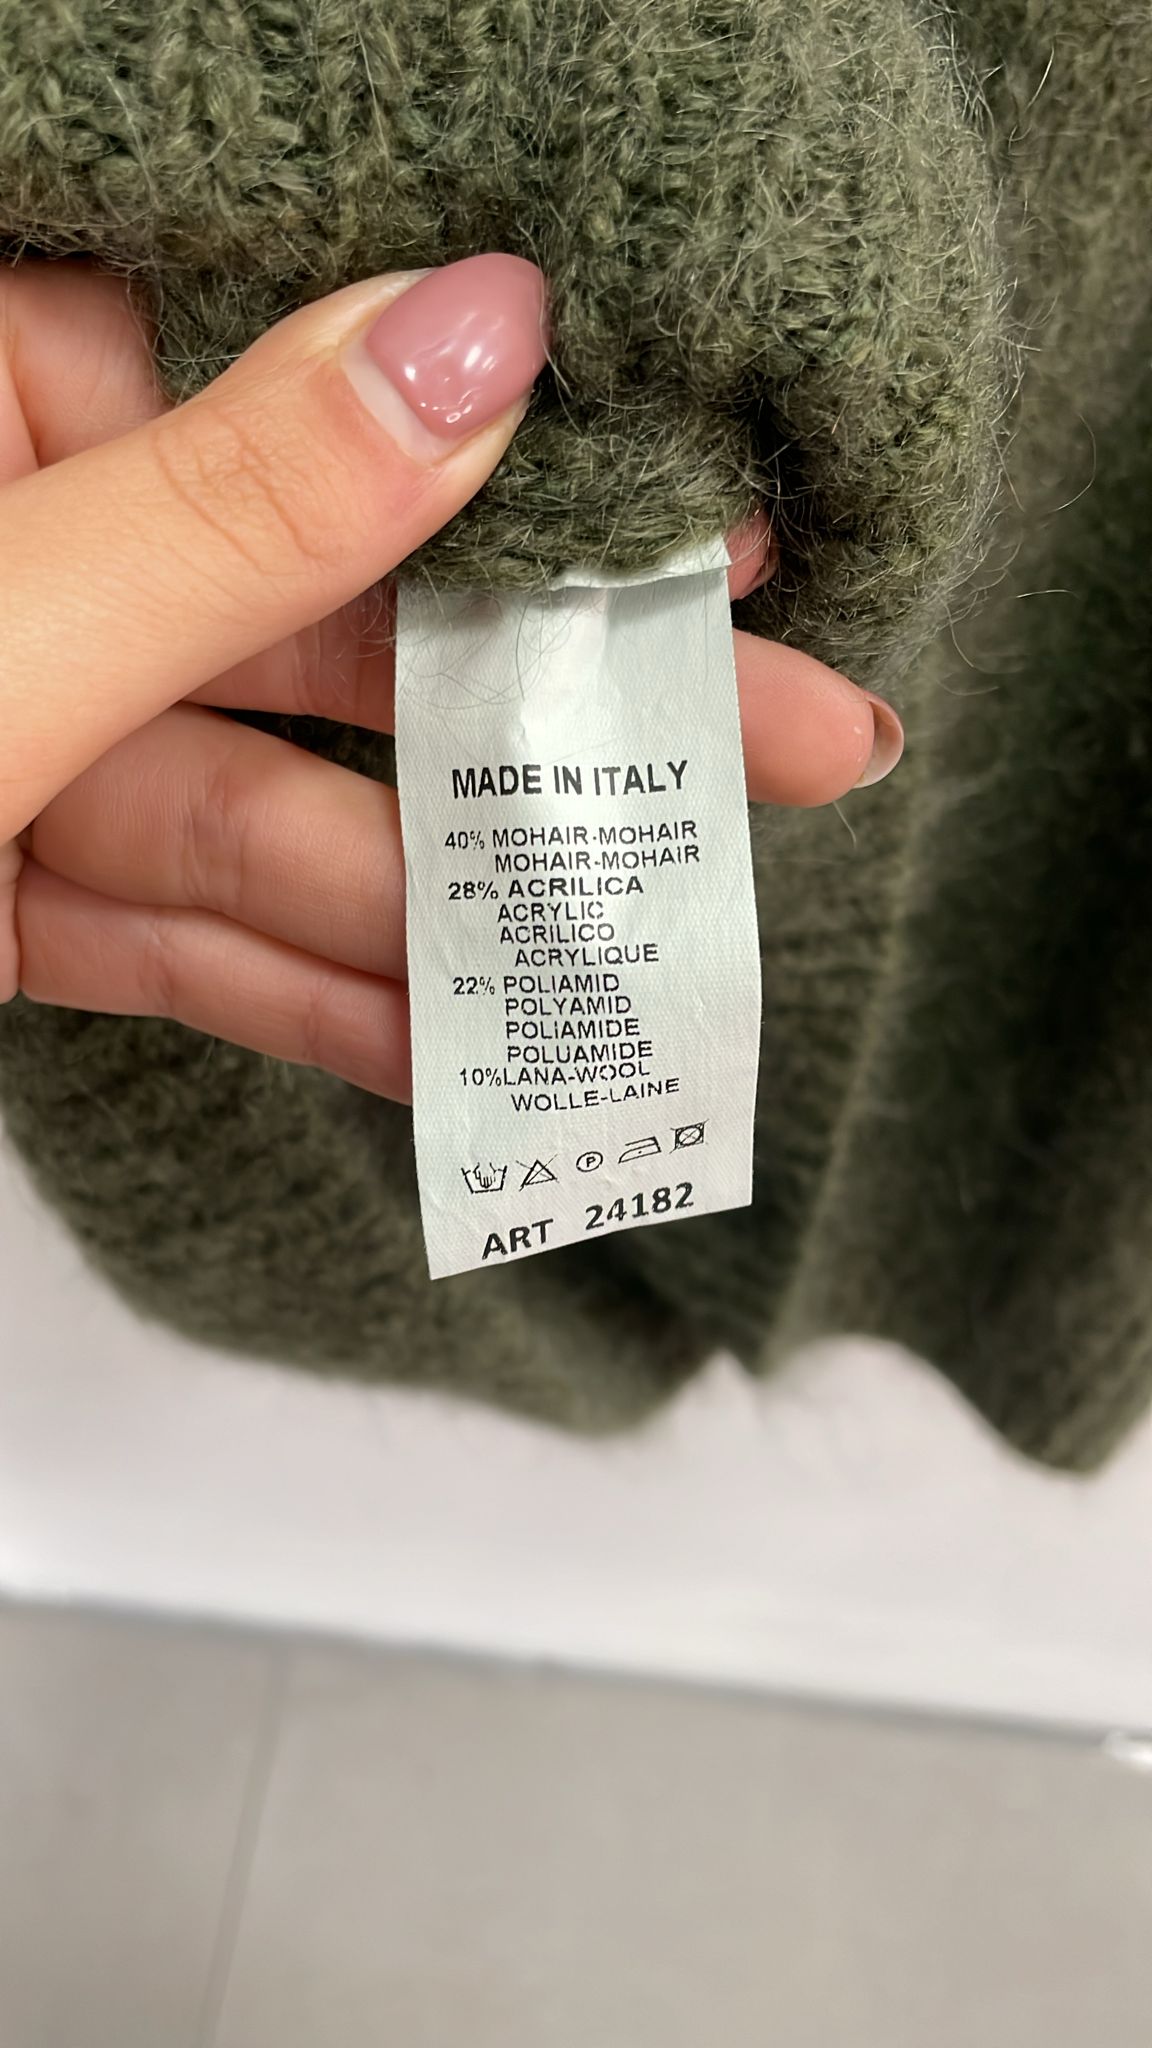 MADE IN ITALY
40% MOHAIR-MOHAIR
MOHAIR-MOHAIR
28% ACRILICA
ACRYLIC
ACRILICO
ACRYLIQUE
22% POLIAMID
POLYAMID
POLIAMIDE
POLUAMIDE
10%LANA-WOOL
WOLLE-LAINE
P
ART 24182